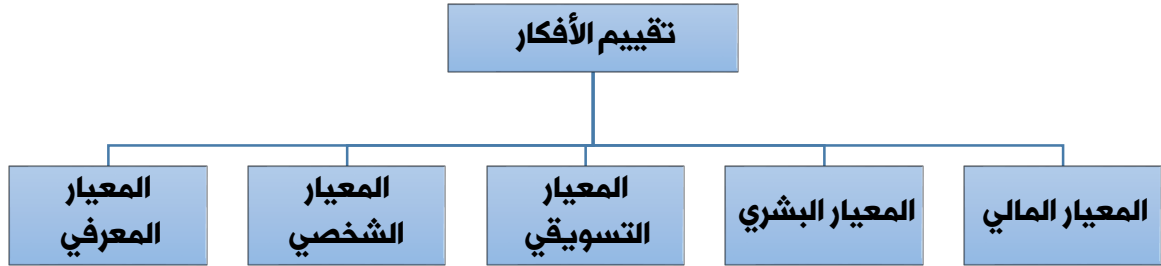 تقييم الأفكار
المعيار المالي
المعيار البشري
المعيار
التسويقي
المعيار
الشخصي
المعيار
المعرفي